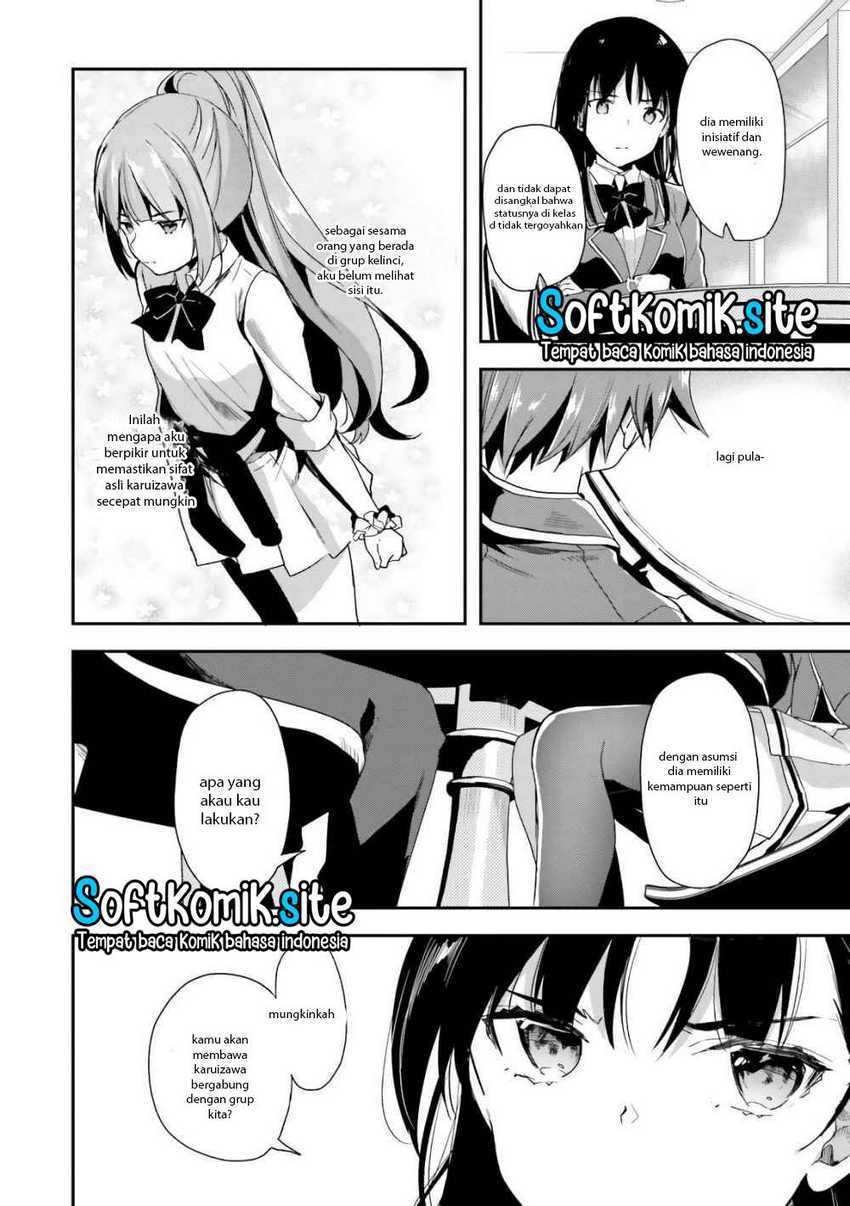 dia memiliki
inisiatif dan
wewenang.
dan tidak dapat
disangkal bahwa
statusnya di kelas
d tidak tergoyahkan
SoftKomik.site
Tempat baca Komik bahasa indonesia
sebagai sesama
orang yang berada
di grup kelinci,
aku belum melihat
sisi itu.
Inilah
mengapa aku
berpikir untuk
memastikan sifat
asli karuizawa
secepat mungkin
lagi pula-
dengan asumsi
dia memiliki
kemampuan seperti
itu
apa yang
akau kau
lakukan?
SoftKomik.site
Tempat baca Komik bahasa indonesia
mungkinkah
kamu akan
membawa
karuizawa
bergabung
dengan grup
kita?